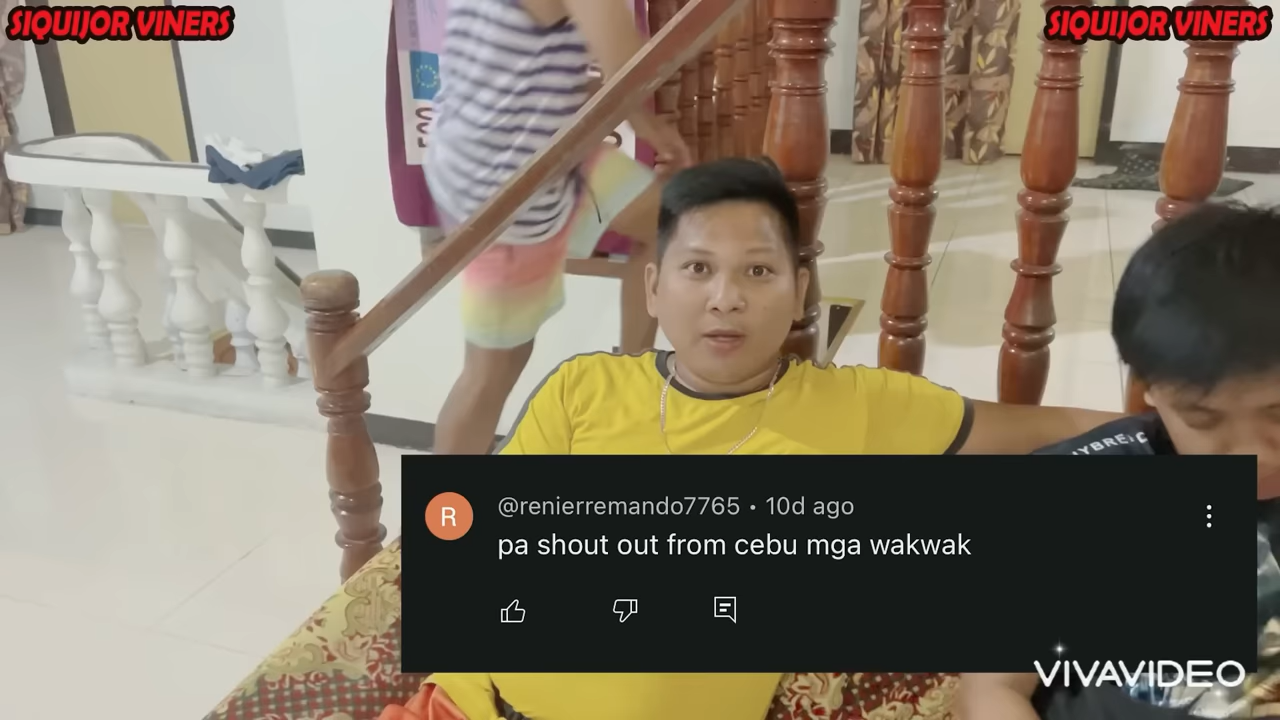 SIQUIJOR VINERS
SIQUIJOR VINERS
@renierremando7765 • 10d ago
R
pa shout out from cebu mga wakwak
VIVAVIDEO